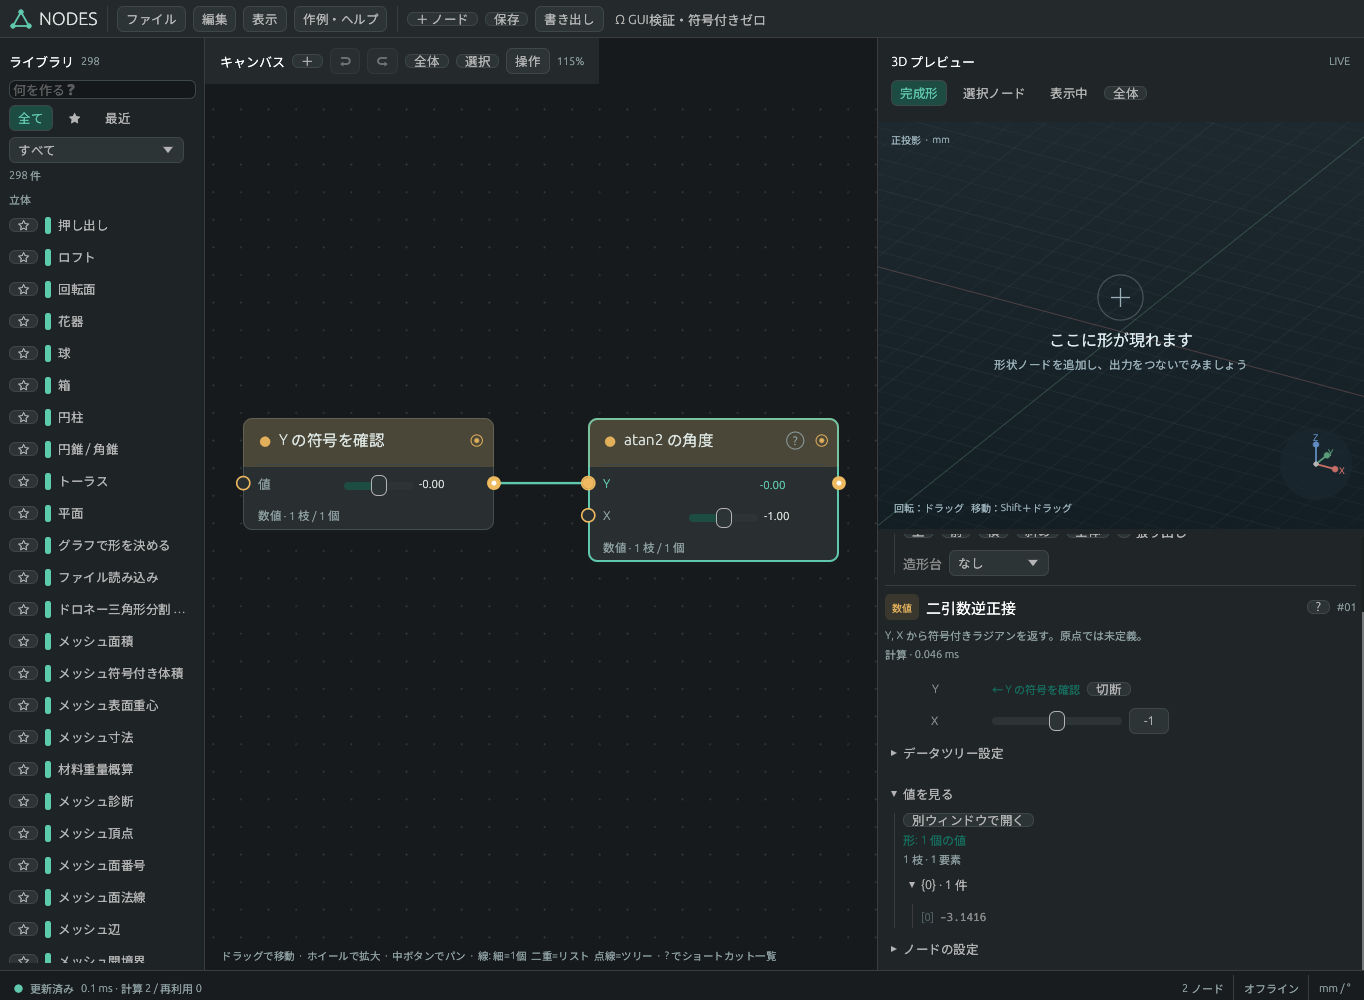 NODES ファイル 編集 表示 作例・ヘルプ ＋ ノード 保存 書き出し Ω GUI検証・符号付きゼロ
ライブラリ 298
何を作る？
全て ★ 最近
すべて
298 件
立体
押し出し
ロフト
回転面
花器
球
箱
円柱
円錐 / 角錐
トーラス
平面
グラフで形を決める
ファイル読み込み
ドロネー三角形分割 …
メッシュ面積
メッシュ符号付き体積
メッシュ表面重心
メッシュ寸法
材料重量概算
メッシュ診断
メッシュ頂点
メッシュ面番号
メッシュ面法線
メッシュ辺
メッシュ開境界
キャンバス ＋ 全体 選択 操作 115%
Y の符号を確認
値 -0.00
数値 · 1 枝 / 1 個
atan2 の角度 ?
Y -0.00
X -1.00
数値 · 1 枝 / 1 個
ドラッグで移動 · ホイールで拡大 · 中ボタンでパン · 線: 細=1個 二重=リスト 点線=ツリー · ? でショートカット一覧
3D プレビュー LIVE
完成形 選択ノード 表示中 全体
正投影 · mm
ここに形が現れます
形状ノードを追加し、出力をつないでみましょう
Z
Y
X
回転：ドラッグ 移動：Shift＋ドラッグ
造形台 なし
数値 二引数逆正接 ? #01
Y, X から符号付きラジアンを返す。原点では未定義。
計算 · 0.046 ms
Y ← Y の符号を確認 切断
X -1
データツリー設定
値を見る
別ウィンドウで開く
形: 1 個の値
1 枝 · 1 要素
{0} · 1 件
[0] -3.1416
ノードの設定
更新済み 0.1 ms · 計算 2 / 再利用 0 2 ノード オフライン mm / °